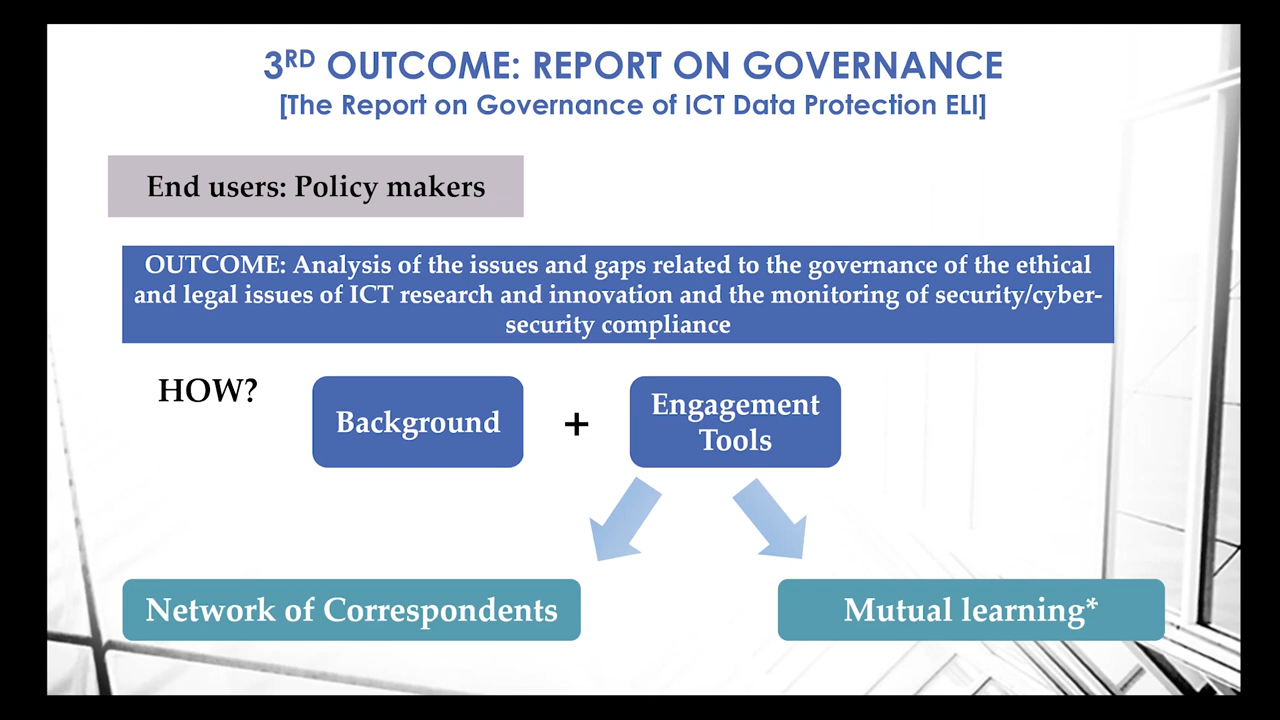 3RD OUTCOME: REPORT ON GOVERNANCE
[The Report on Governance of ICT Data Protection ELI]
End users: Policy makers
OUTCOME: Analysis of the issues and gaps related to the governance of the ethical
and legal issues of ICT research and innovation and the monitoring of security/cyber-
security compliance
HOW?
Background
+
Engagement
Tools
Network of Correspondents
Mutual learning*